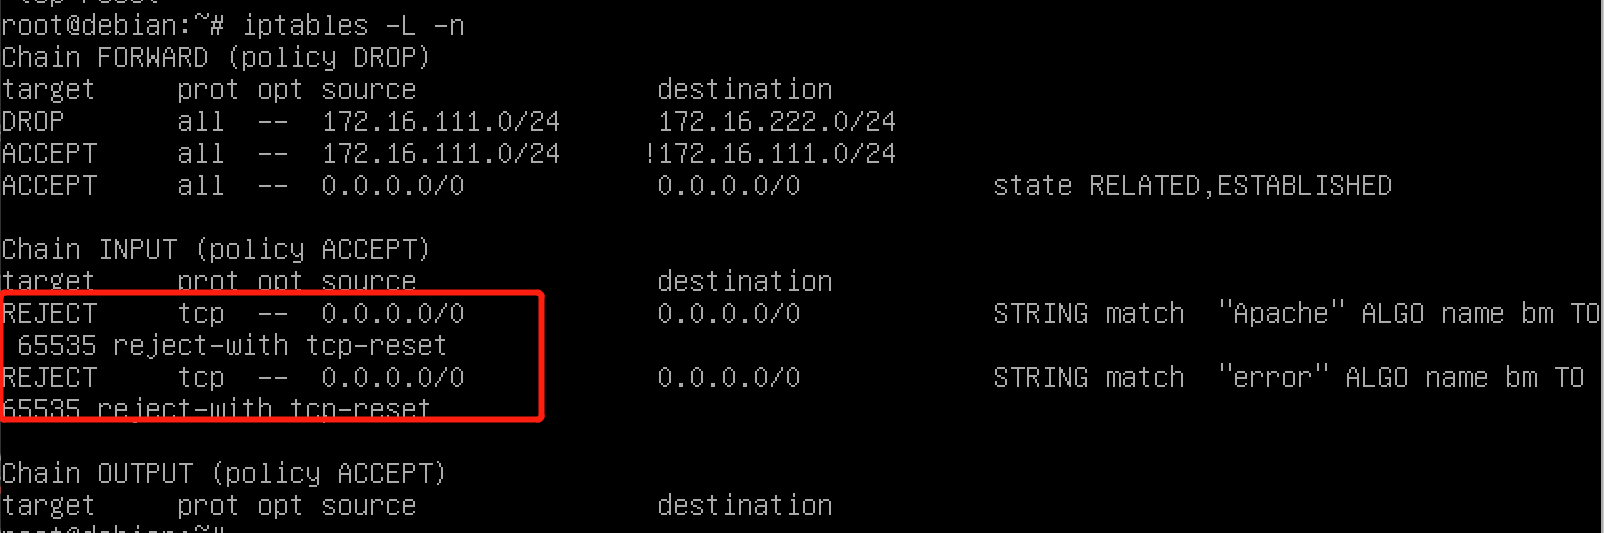 tcp-reset
root@debian:~# iptables -L -n
Chain FORWARD (policy DROP)
target     prot opt source               destination
DROP       all  --  172.16.111.0/24      172.16.222.0/24
ACCEPT     all  --  172.16.111.0/24     !172.16.111.0/24
ACCEPT     all  --  0.0.0.0/0            0.0.0.0/0            state RELATED,ESTABLISHED
Chain INPUT (policy ACCEPT)
target     prot opt source               destination
REJECT     tcp  --  0.0.0.0/0            0.0.0.0/0            STRING match  "Apache" ALGO name bm TO
 65535 reject-with tcp-reset
REJECT     tcp  --  0.0.0.0/0            0.0.0.0/0            STRING match  "error" ALGO name bm TO
65535 reject-with tcp-reset
Chain OUTPUT (policy ACCEPT)
target     prot opt source               destination
root@debian:~#